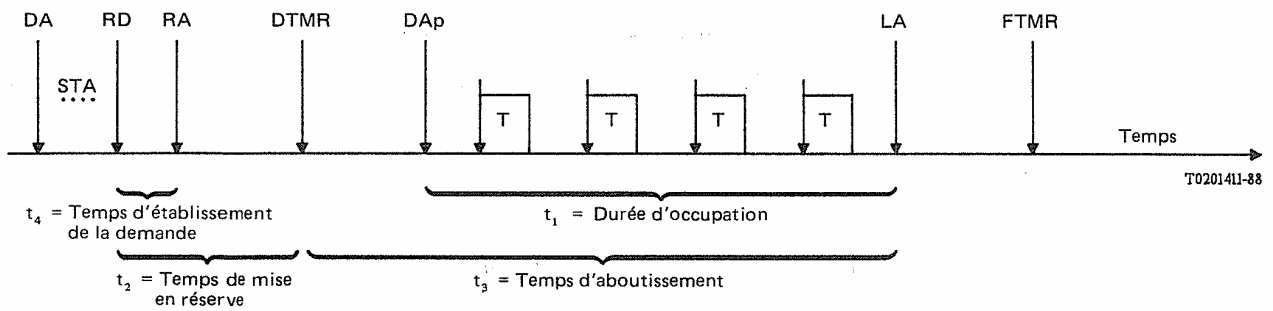 DA RD RA DTMR DAp LA FTMR
STA
T T T T
Temps
T0201411-88
t4 = Temps d'établissement
de la demande
t1 = Durée d'occupation
t2 = Temps de mise
en réserve
t3 = Temps d'aboutissement